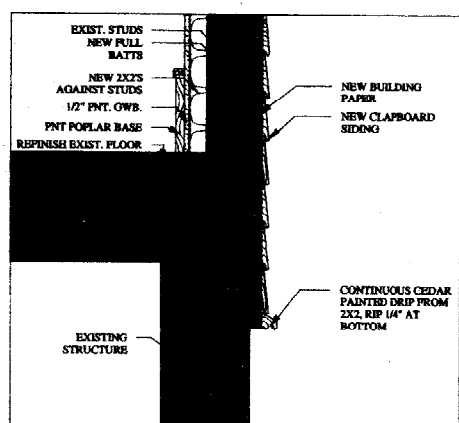 EXIST. STUDS
NEW FULL
BATTS
NEW 2X2'S
AGAINST STUDS
1/2" PNT. GWB.
PNT POPLAR BASE
REFINISH EXIST. FLOOR
NEW BUILDING
PAPER
NEW CLAPBOARD
SIDING
CONTINUOUS CEDAR
PAINTED DRIP FROM
2X2, RIP 1/4" AT
BOTTOM
EXISTING
STRUCTURE